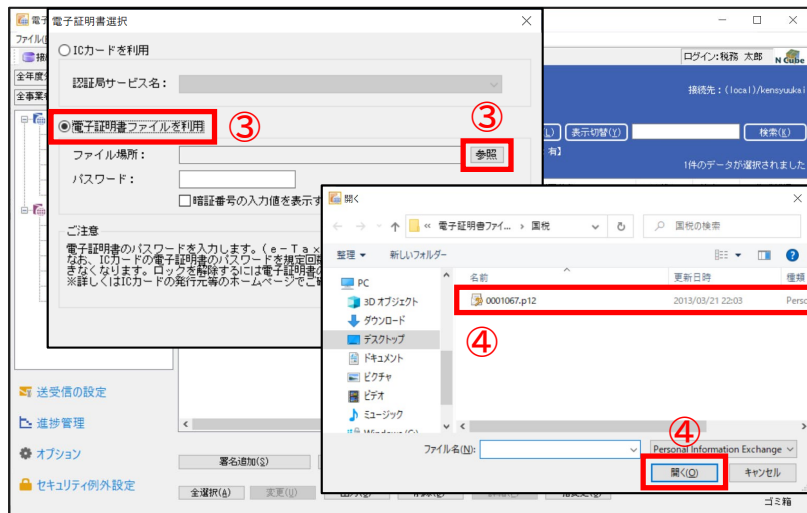 電子証明書選択
ICカードを利用
認証局サービス名：
電子証明書ファイルを利用
③
③
ファイル場所：
参照
パスワード：
暗証番号の入力値を表示す
ご注意
電子証明書のパスワードを入力します。(e-Tax
なお、ICカードの電子証明書のパスワードを規定回
きなくなります。ロックを解除するには電子証明書の
※詳しくはICカードの発行元等のホームページでご確
ログイン:税務 太郎
N Cube
接続先：(local)/kensyuukai
表示切替(Y)
検索(K)
有】
1件のデータが選択されました
開く
« 電子証明書ファイ... › 国税
国税の検索
整理
新しいフォルダー
PC
3D オブジェクト
ダウンロード
デスクトップ
ドキュメント
ピクチャ
ビデオ
ミュージック
名前
更新日時
種類
0001067.p12
2013/03/21 22:03
Perso
④
④
ファイル名(N):
Personal Information Exchange
開く(O)
キャンセル
送受信の設定
進捗管理
オプション
セキュリティ例外設定
署名追加(S)
全選択(A)
変更(U)
ゴミ箱